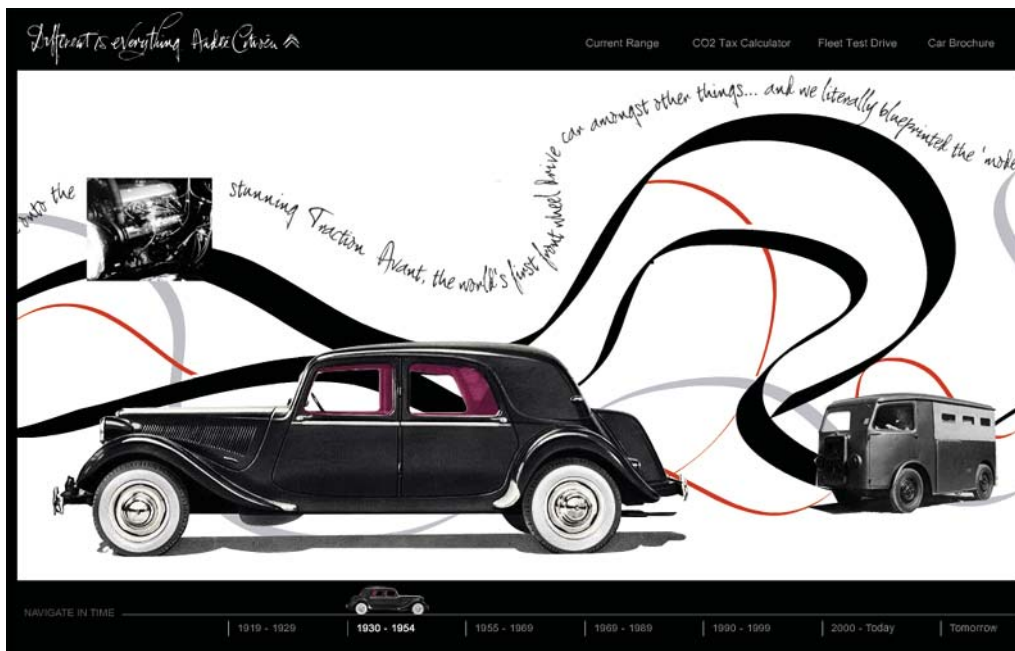 Different is everything André Citroën
Current Range
CO2 Tax Calculator
Fleet Test Drive
Car Brochure
onto the
stunning Traction Avant, the world's first front wheel drive car amongst other things... and we literally blueprinted the 'mode
NAVIGATE IN TIME
1919 - 1929
1930 - 1954
1955 - 1969
1969 - 1989
1990 - 1999
2000 - Today
Tomorrow